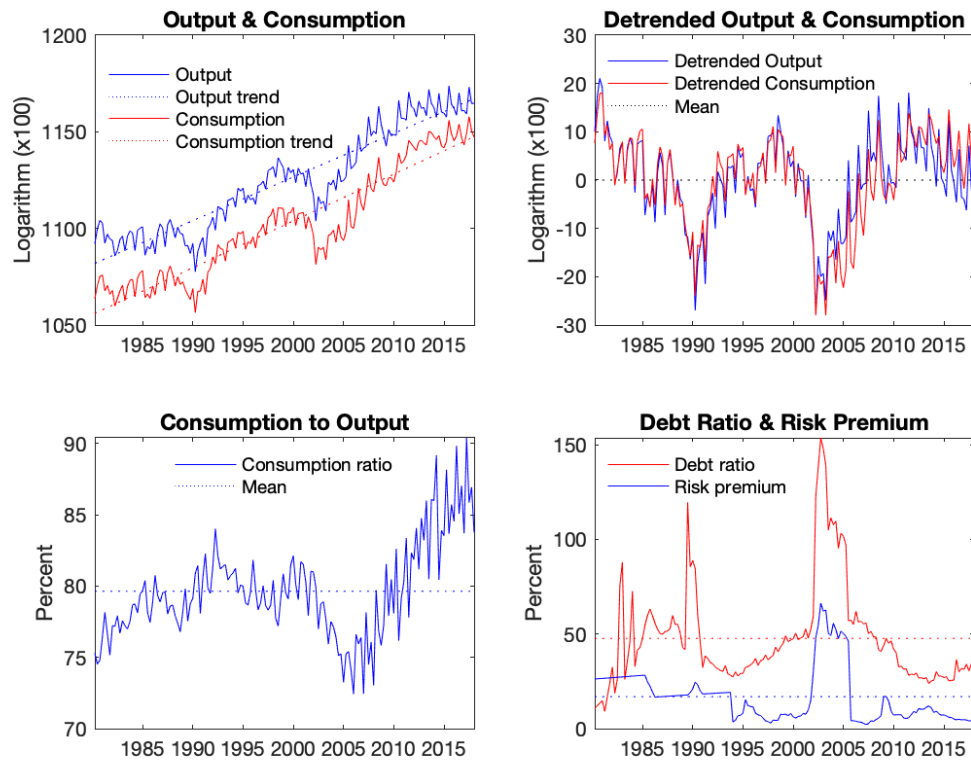 Output & Consumption
1200
1150
1100
1050
Logarithm (x100)
Output
Output trend
Consumption
Consumption trend
1985 1990 1995 2000 2005 2010 2015
Detrended Output & Consumption
30
20
10
0
-10
-20
-30
Logarithm (x100)
Detrended Output
Detrended Consumption
Mean
1985 1990 1995 2000 2005 2010 2015
Consumption to Output
90
85
80
75
70
Percent
Consumption ratio
Mean
1985 1990 1995 2000 2005 2010 2015
Debt Ratio & Risk Premium
150
100
50
0
Percent
Debt ratio
Risk premium
1985 1990 1995 2000 2005 2010 2015